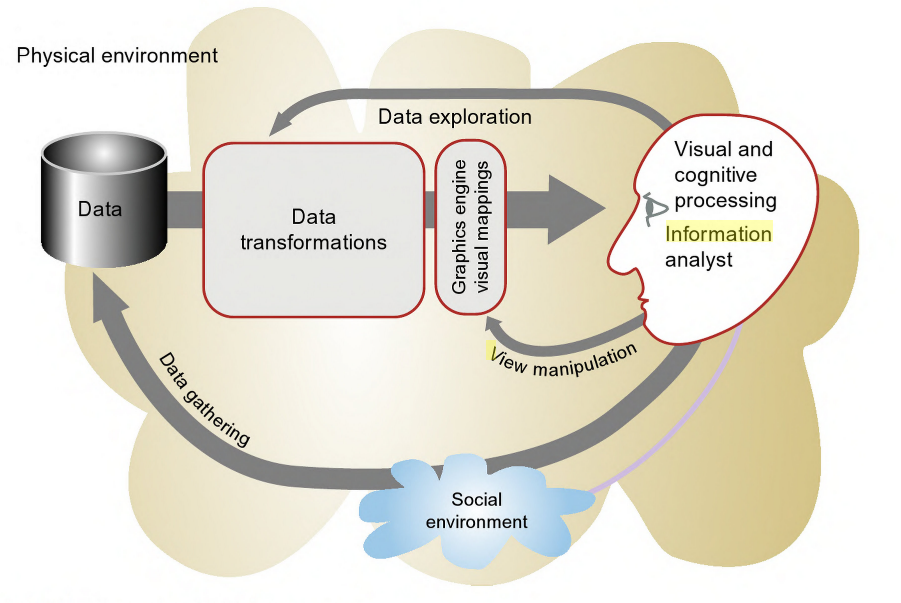 Physical environment
Data exploration
Data
Data
transformations
Graphics engine
visual mappings
Visual and
cognitive
processing
Information
analyst
View manipulation
Data gathering
Social
environment